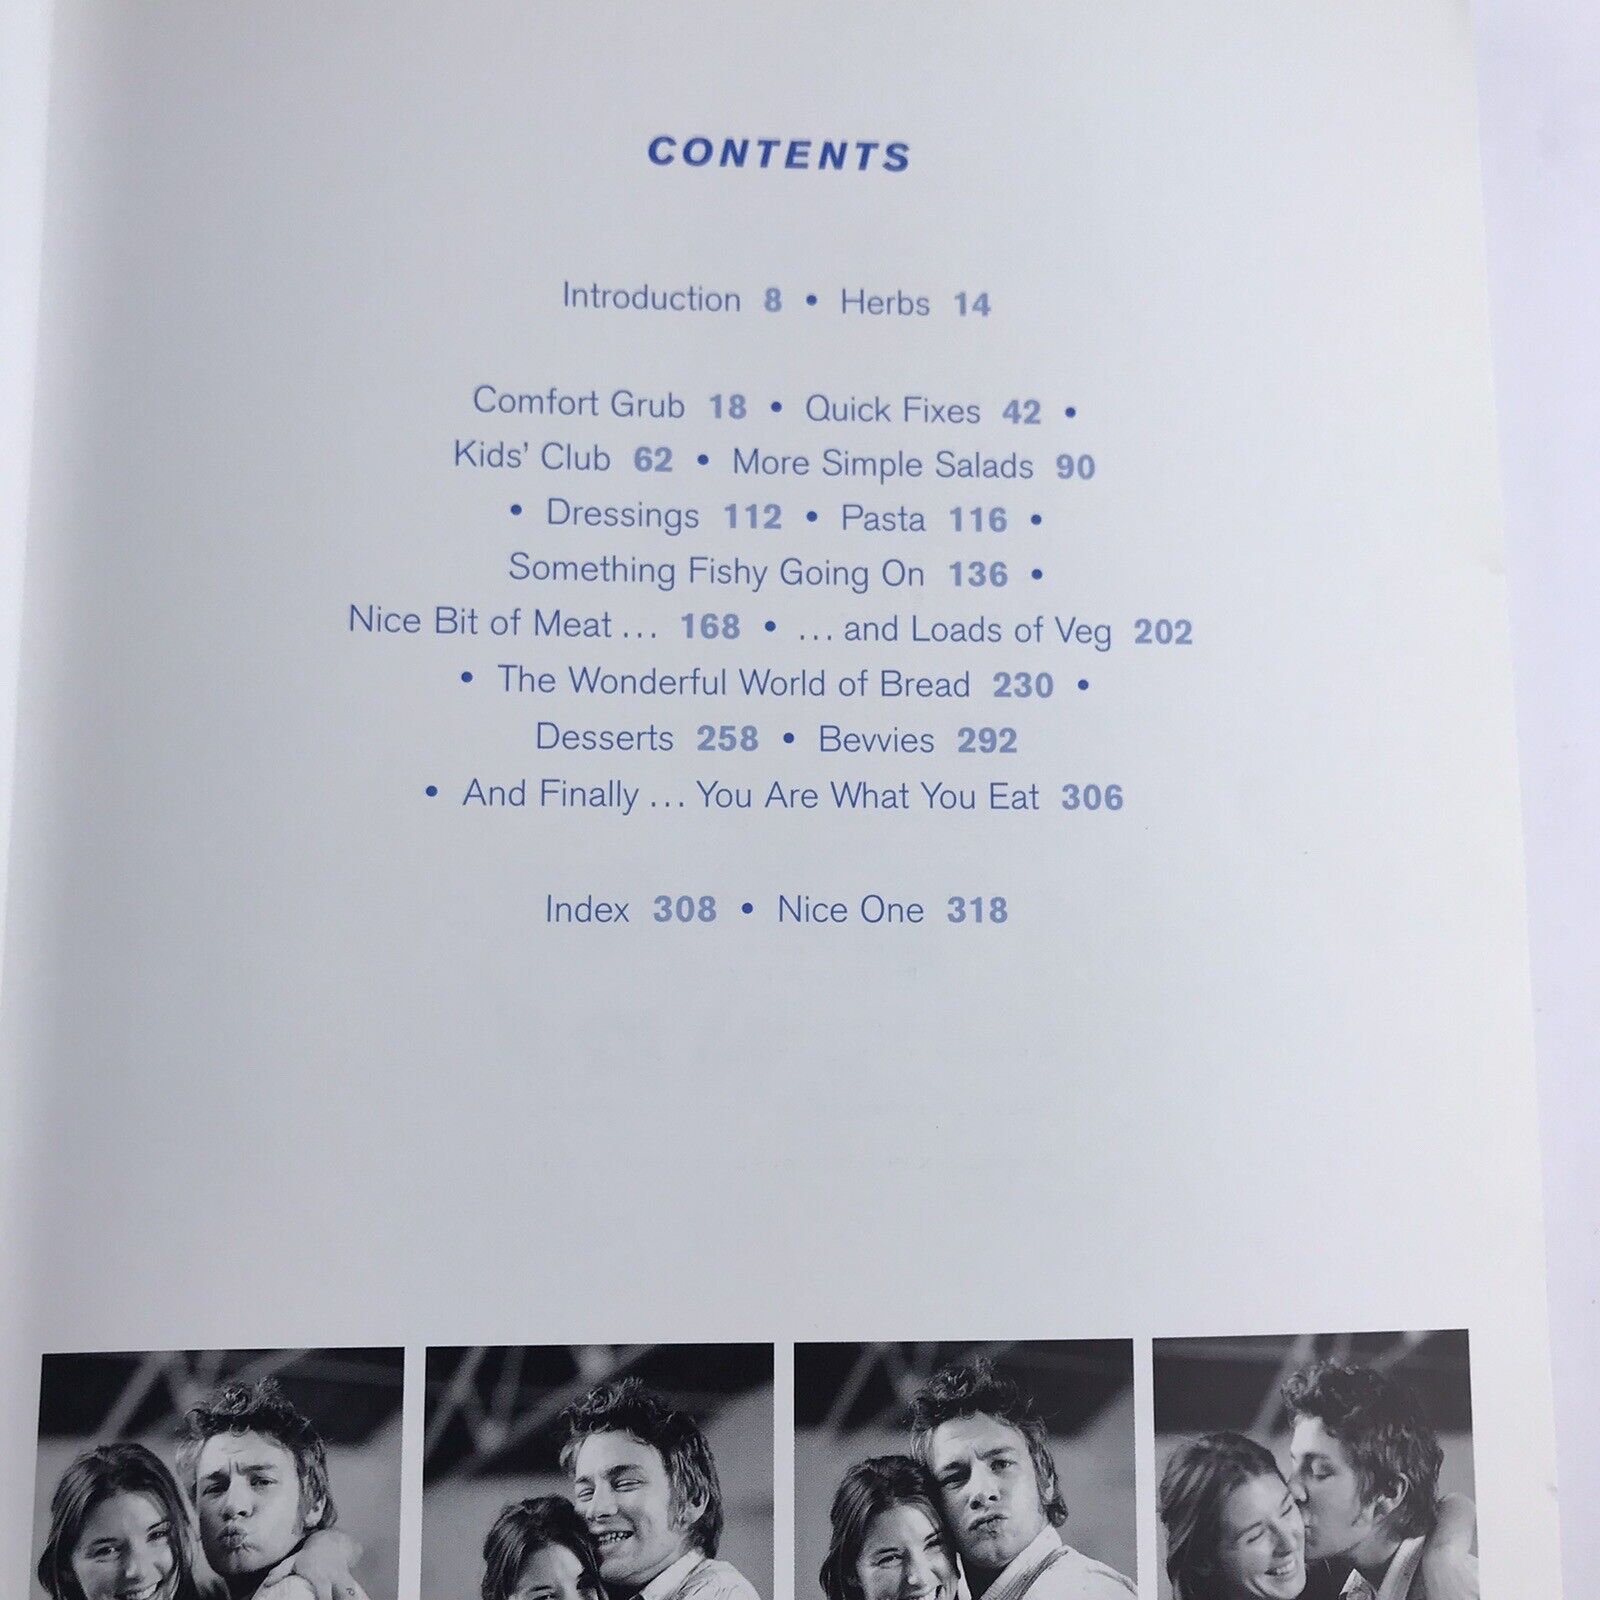 CONTENTS
Introduction 8 • Herbs 14
Comfort Grub 18 • Quick Fixes 42 •
Kids’ Club 62 • More Simple Salads 90
• Dressings 112 • Pasta 116 •
Something Fishy Going On 136 •
Nice Bit of Meat … 168 • … and Loads of Veg 202
• The Wonderful World of Bread 230 •
Desserts 258 • Bevvies 292
• And Finally … You Are What You Eat 306
Index 308 • Nice One 318